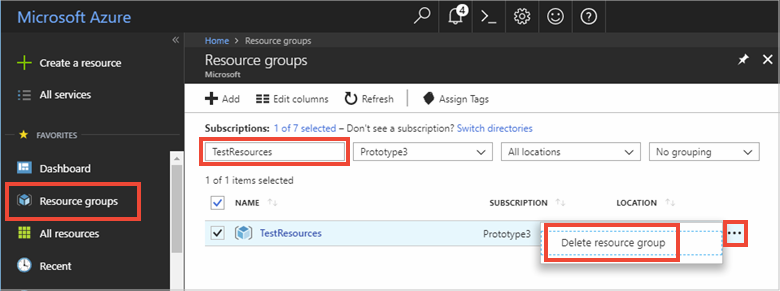 Microsoft Azure
4
Create a resource
All services
FAVORITES
Dashboard
Resource groups
All resources
Recent
Home > Resource groups
Resource groups
Microsoft
Add Edit columns Refresh Assign Tags
Subscriptions: 1 of 7 selected – Don't see a subscription? Switch directories
TestResources Prototype3 All locations No grouping
1 of 1 items selected
NAME SUBSCRIPTION LOCATION
TestResources Prototype3
Delete resource group